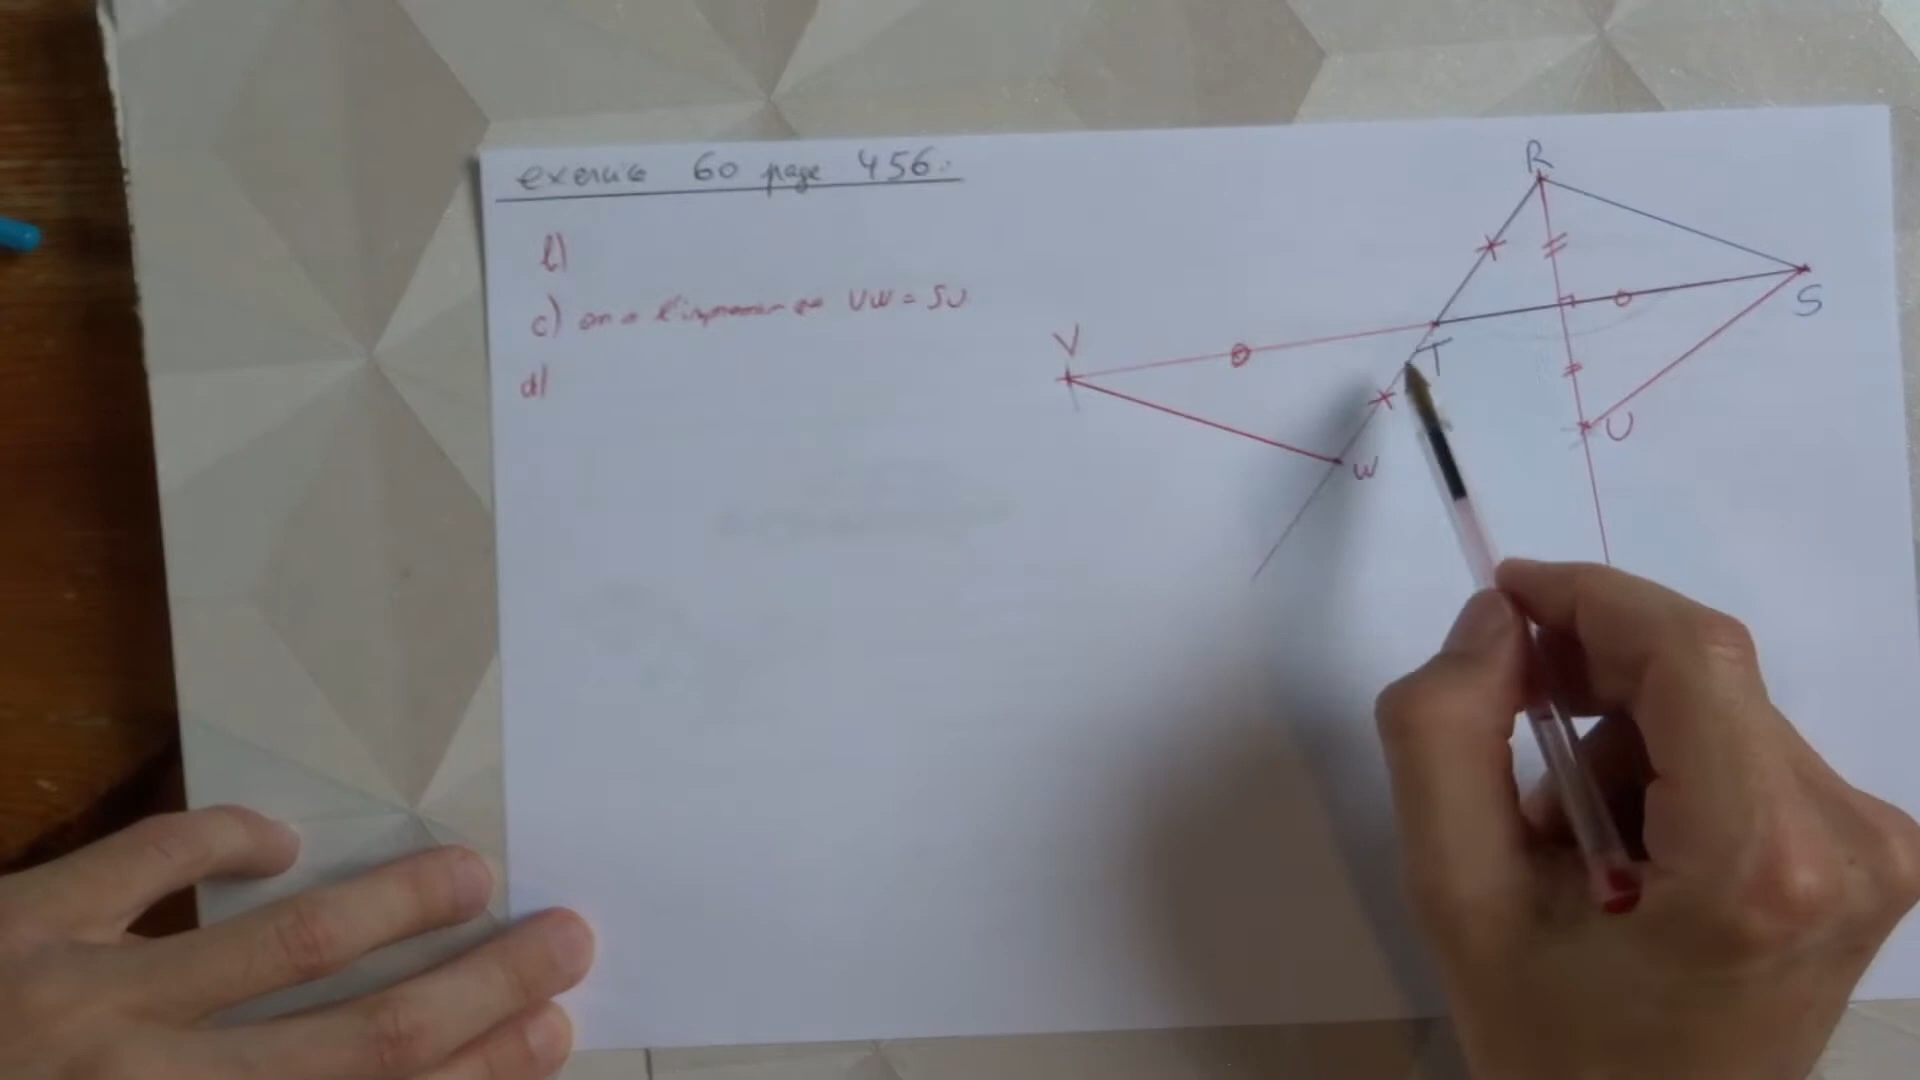 exercice 60 page 456:
b)
c) on a l'impression que VW = SU
d)
R
S
V
T
U
W